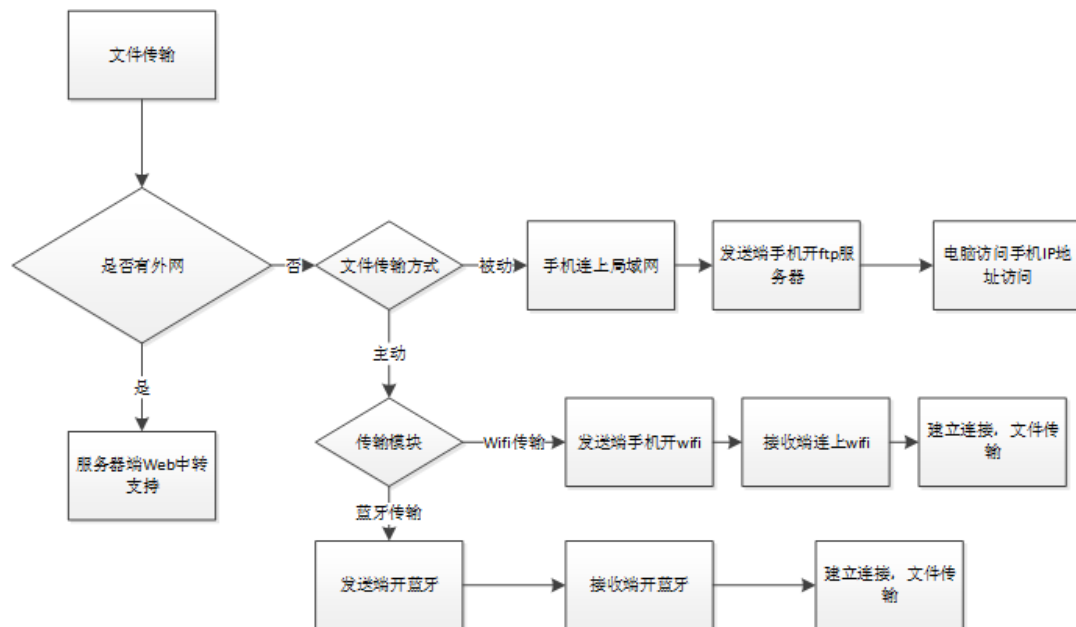 文件传输
是否有外网
否
文件传输方式
被动
手机连上局域网
发送端手机开ftp服
务器
电脑访问手机IP地
址访问
主动
是
服务器端Web中转
支持
传输模块
Wifi传输
发送端手机开wifi
接收端连上wifi
建立连接，文件传
输
蓝牙传输
发送端开蓝牙
接收端开蓝牙
建立连接，文件传
输